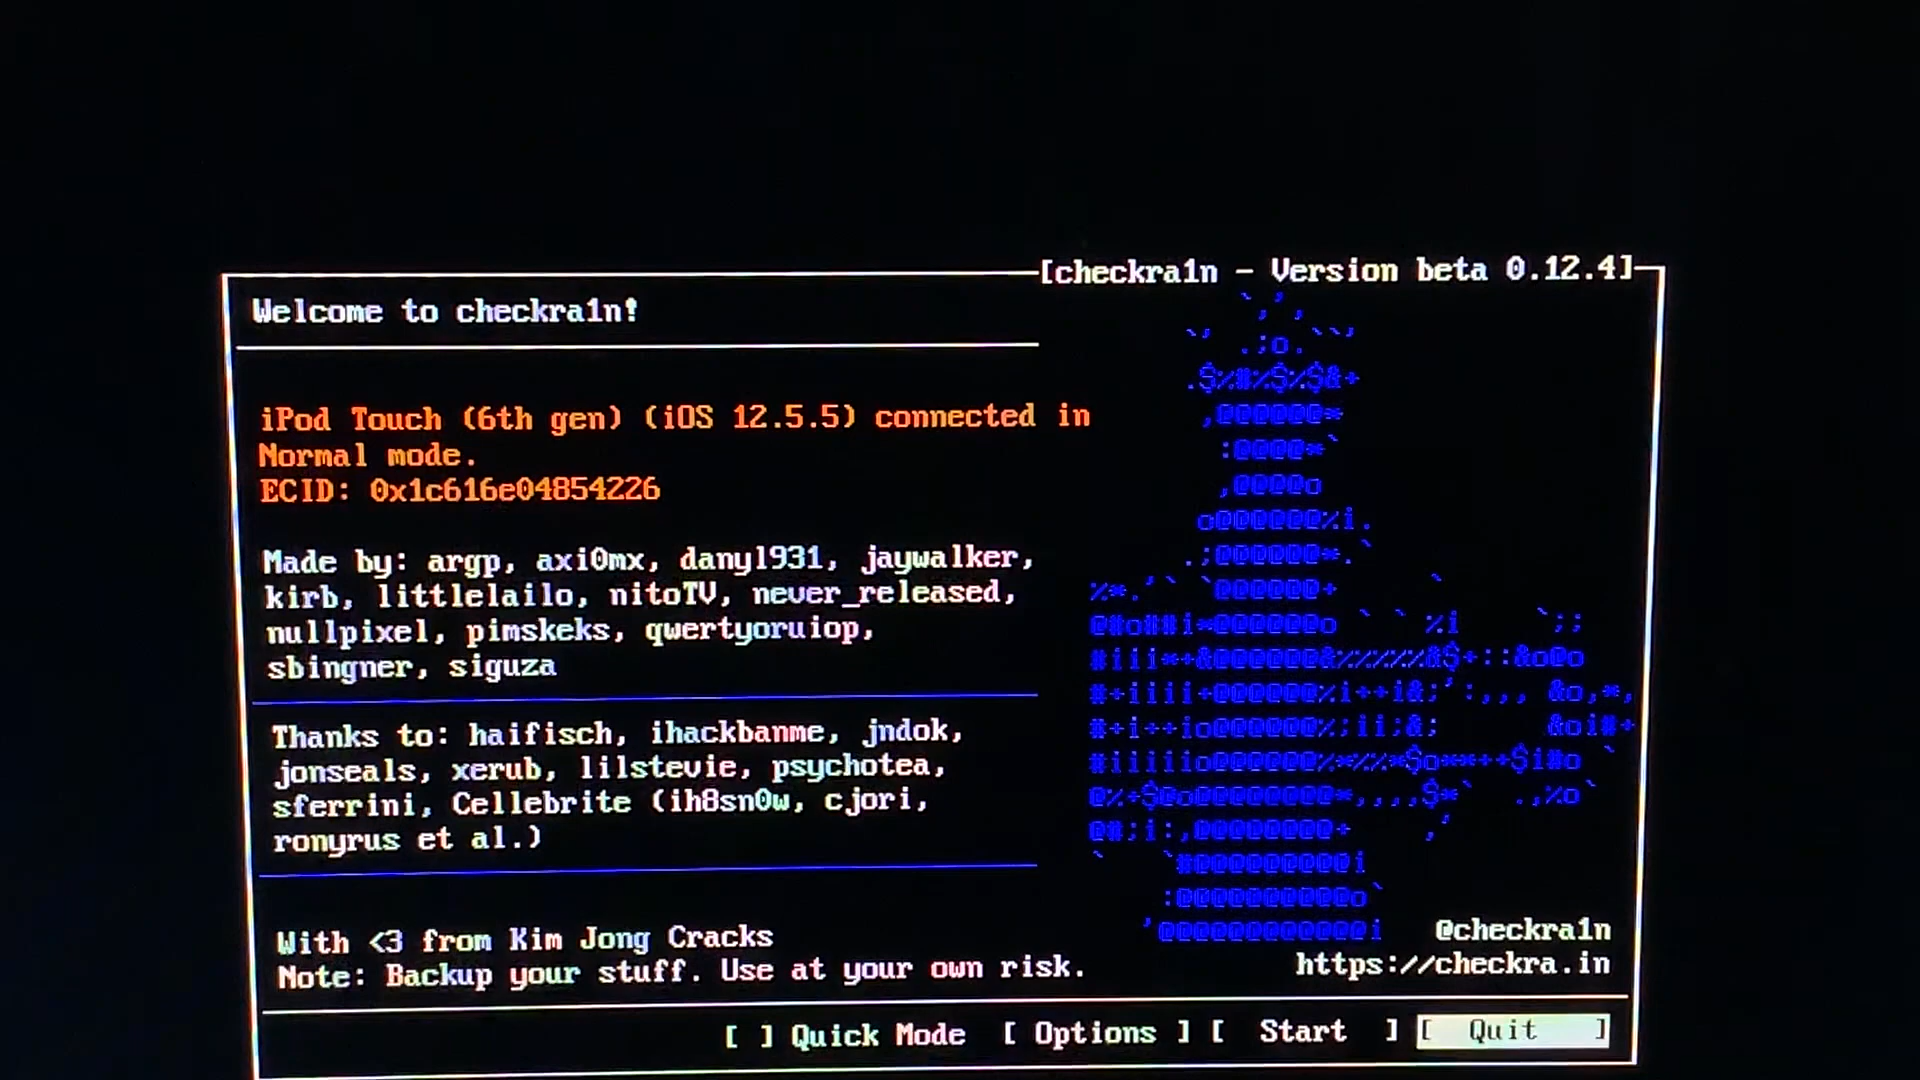 [checkra1n - Version beta 0.12.4]
Welcome to checkra1n!
iPod Touch (6th gen) (iOS 12.5.5) connected in
Normal mode.
ECID: 0x1c616e04854226
Made by: argp, axi0mx, danyl931, jaywalker,
kirb, littlelailo, nitoTV, never_released,
nullpixel, pimskeks, qwertyoruiop,
sbingner, siguza
Thanks to: haifisch, ihackbanme, jndok,
jonseals, xerub, lilstevie, psychotea,
sferrini, Cellebrite (ih8sn0w, cjori,
ronyrus et al.)
With <3 from Kim Jong Cracks
Note: Backup your stuff. Use at your own risk.
@checkra1n
https://checkra.in
[ ] Quick Mode [ Options ] [ Start ] [ Quit ]